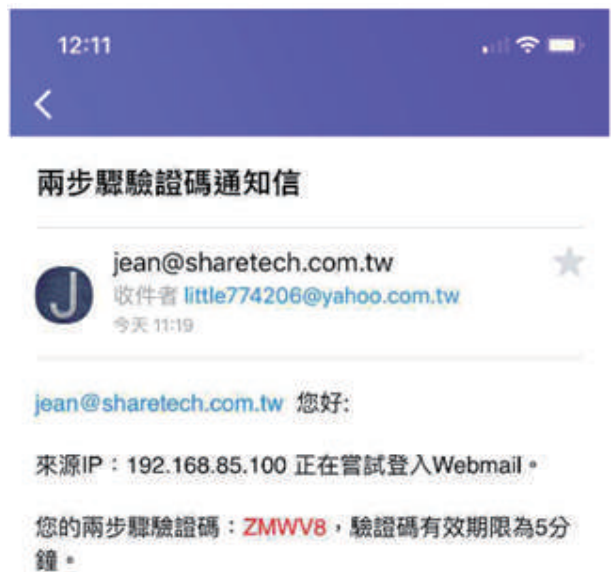 12:11
兩步驟驗證碼通知信
J
jean@sharetech.com.tw
收件者 little774206@yahoo.com.tw
今天 11:19
jean@sharetech.com.tw 您好:
來源IP：192.168.85.100 正在嘗試登入Webmail。
您的兩步驟驗證碼：ZMWV8，驗證碼有效期限為5分
鐘。